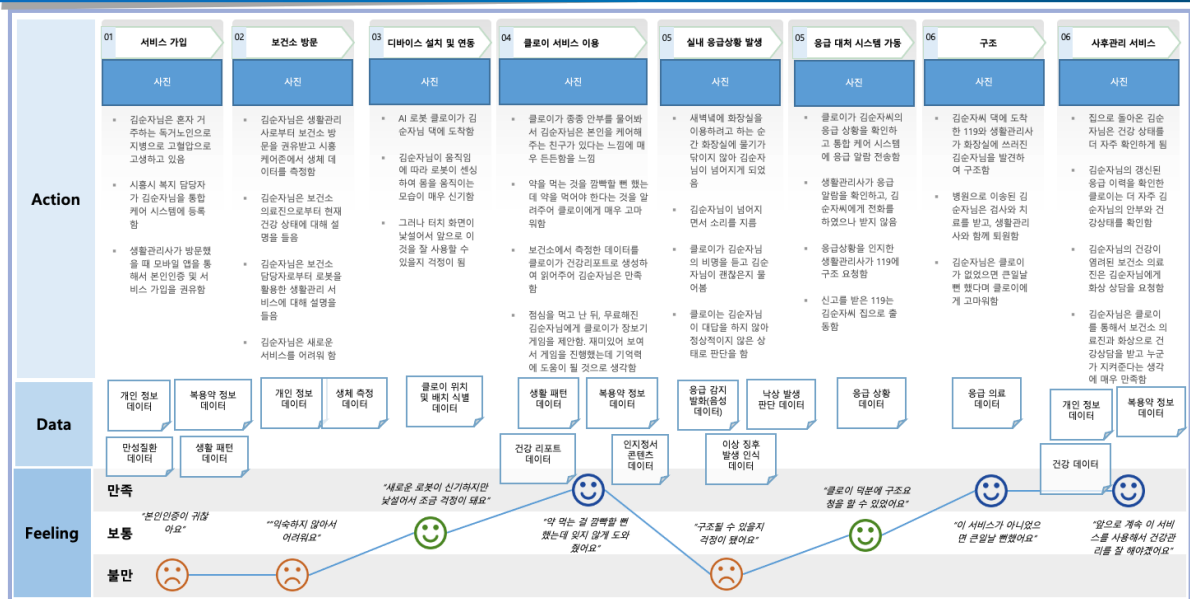 01 서비스 가입
02 보건소 방문
03 디바이스 설치 및 연동
04 클로이 서비스 이용
05 실내 응급상황 발생
05 응급 대처 시스템 가동
06 구조
06 사후관리 서비스
사진
사진
사진
사진
사진
사진
사진
사진
Action
김순자님은 혼자 거
주하는 독거노인으로
지병으로 고혈압으로
고생하고 있음
시흥시 복지 담당자
가 김순자님을 통합
케어 시스템에 등록
함
생활관리사가 방문했
을 때 모바일 앱을 통
해서 본인인증 및 서
비스 가입을 권유함
김순자님은 생활관리
사로부터 보건소 방
문을 권유받고 시흥
케어존에서 생체 데
이터를 측정함
김순자님은 보건소
의료진으로부터 현재
건강 상태에 대해 설
명을 들음
김순자님은 보건소
담당자로부터 로봇을
활용한 생활관리 서
비스에 대해 설명을
들음
김순자님은 새로운
서비스를 어려워 함
AI 로봇 클로이가 김
순자님 댁에 도착함
김순자님이 움직임
에 따라 로봇이 센싱
하여 몸을 움직이는
모습이 매우 신기함
그러나 터치 화면이
낯설어서 앞으로 이
것을 잘 사용할 수
있을지 걱정이 됨
클로이가 종종 안부를 물어봐
서 김순자님은 본인을 케어해
주는 친구가 있다는 느낌에 매
우 든든함을 느낌
약을 먹는 것을 깜빡할 뻔 했는
데 약을 먹어야 한다는 것을 알
려주어 클로이에게 매우 고마
워함
보건소에서 측정한 데이터를
클로이가 건강리포트로 생성하
여 읽어주어 김순자님은 만족
함
점심을 먹고 난 뒤, 무료해진
김순자님에게 클로이가 장보기
게임을 제안함. 재미있어 보여
서 게임을 진행했는데 기억력
에 도움이 될 것으로 생각함
새벽녘에 화장실을
이용하려고 하는 순
간 화장실에 물기가
닦이지 않아 김순자
님이 넘어지게 되었
음
김순자님이 넘어지
면서 소리를 지름
클로이가 김순자님
의 비명을 듣고 김순
자님이 괜찮은지 물
어봄
클로이는 김순자님
이 대답을 하지 않아
정상적이지 않은 상
태로 판단을 함
클로이가 김순자씨의
응급 상황을 확인하
고 통합 케어 시스템
에 응급 알람 전송함
생활관리사가 응급
알람을 확인하고, 김
순자씨에게 전화를
하였으나 받지 않음
응급상황을 인지한
생활관리사가 119에
구조 요청함
신고를 받은 119는
김순자씨 집으로 출
동함
김순자씨 댁에 도착
한 119와 생활관리사
가 화장실에 쓰러진
김순자님을 발견하
여 구조함
병원으로 이송된 김
순자님은 검사와 치
료를 받고, 생활관리
사와 함께 퇴원함
김순자님은 클로이
가 없었으면 큰일날
뻔 했다며 클로이에
게 고마워함
집으로 돌아온 김순
자님은 건강 상태를
더 자주 확인하게 됨
김순자님의 갱신된
응급 이력을 확인한
클로이는 더 자주 김
순자님의 안부와 건
강상태를 확인함
김순자님의 건강이
염려된 보건소 의료
진은 김순자님에게
화상 상담을 요청함
김순자님은 클로이
를 통해서 보건소 의
료진과 화상으로 건
강상담을 받고 누군
가 지켜준다는 생각
에 매우 만족함
Data
개인 정보
데이터
복용약 정보
데이터
만성질환
데이터
생활 패턴
데이터
개인 정보
데이터
생체 측정
데이터
클로이 위치
및 배치 식별
데이터
생활 패턴
데이터
복용약 정보
데이터
건강 리포트
데이터
인지정서
콘텐츠
데이터
응급 감지
발화(음성
데이터)
낙상 발생
판단 데이터
이상 징후
발생 인식
데이터
응급 상황
데이터
응급 의료
데이터
개인 정보
데이터
복용약 정보
데이터
건강 데이터
Feeling
만족
보통
불만
"본인인증이 귀찮
아요"
""익숙하지 않아서
어려워요"
"새로운 로봇이 신기하지만
낯설어서 조금 걱정이 돼요"
"약 먹는 걸 깜빡할 뻔
했는데 잊지 않게 도와
줬어요"
"구조될 수 있을지
걱정이 됐어요"
"클로이 덕분에 구조요
청을 할 수 있었어요"
"이 서비스가 아니었으
면 큰일날 뻔했어요"
"앞으로 계속 이 서비
스를 사용해서 건강관
리를 잘 해야겠어요"